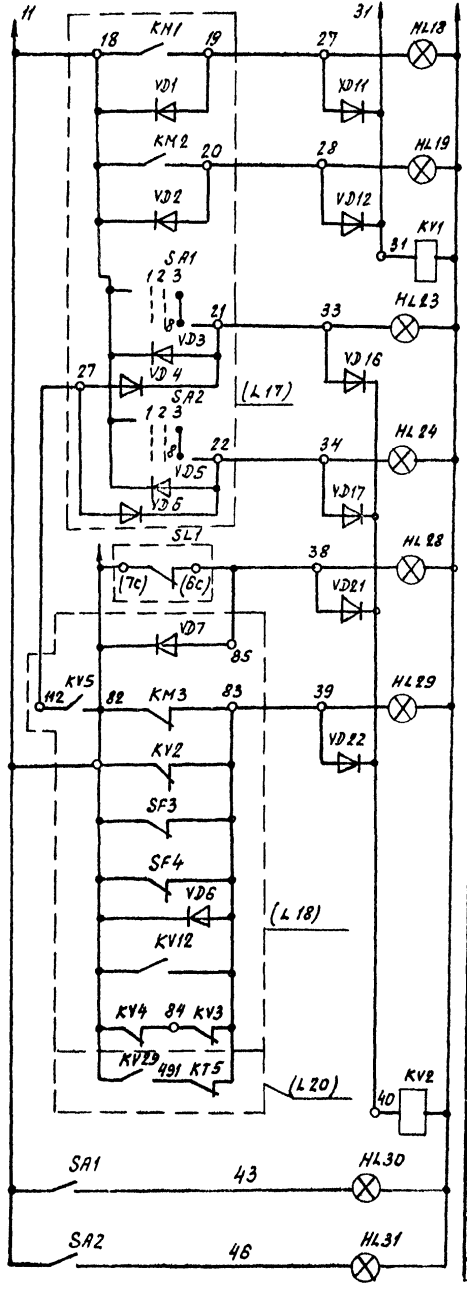 11 31
18 KM1 19 27 HL18
VD1 VD11
KM2 20 28 HL19
VD2 VD12
31 KV1
SA1
1 2 3 21 33 HL23
8
VD3
27 VD4 VD16
SA2 (L17)
1 2 3 22 34 HL24
8
VD5
VD6 VD17
SL1
(7c) (6c) 38 HL28
VD7 VD21
85
112 KV5 82 KM3 83 39 HL29
VD22
KV2
SF3
SF4
VD6 (L18)
KV12
KV4 84 KV3
KV29 491 KT5 (L20)
40 KV2
SA1 43 HL30
SA2 46 HL31